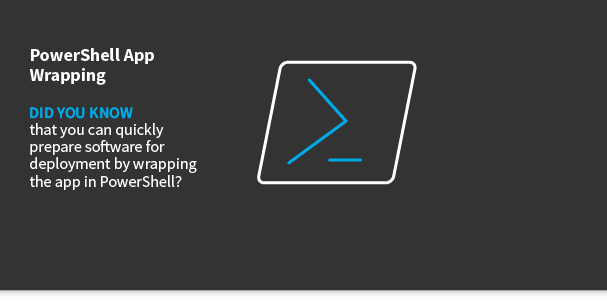 PowerShell App
Wrapping
DID YOU KNOW
that you can quickly
prepare software for
deployment by wrapping
the app in PowerShell?